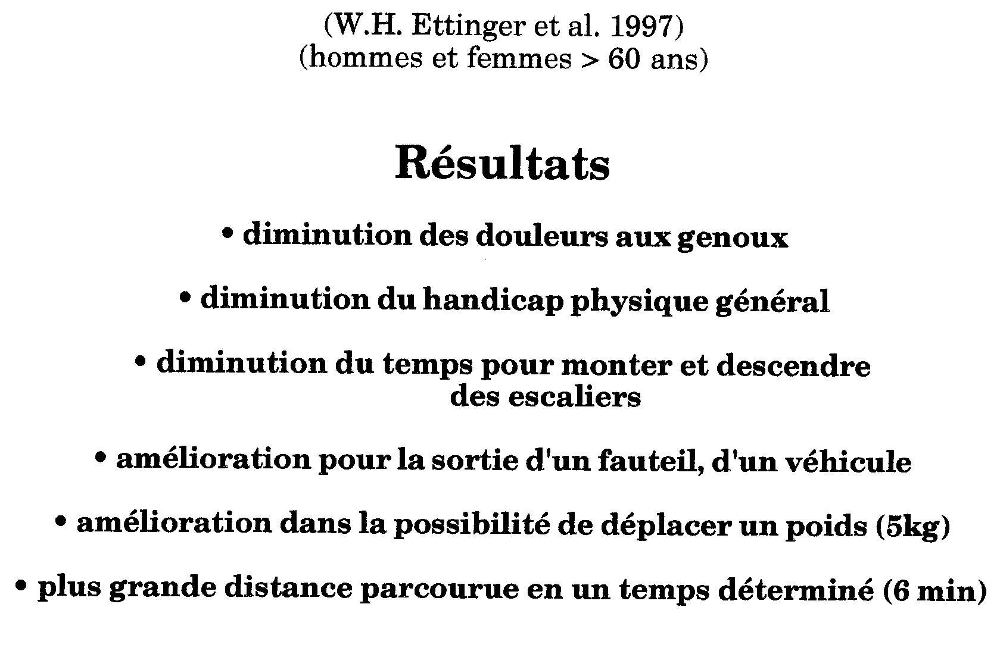 (W.H. Ettinger et al. 1997)
(hommes et femmes > 60 ans)
Résultats
• diminution des douleurs aux genoux
• diminution du handicap physique général
• diminution du temps pour monter et descendre
des escaliers
• amélioration pour la sortie d'un fauteil, d'un véhicule
• amélioration dans la possibilité de déplacer un poids (5kg)
• plus grande distance parcourue en un temps déterminé (6 min)